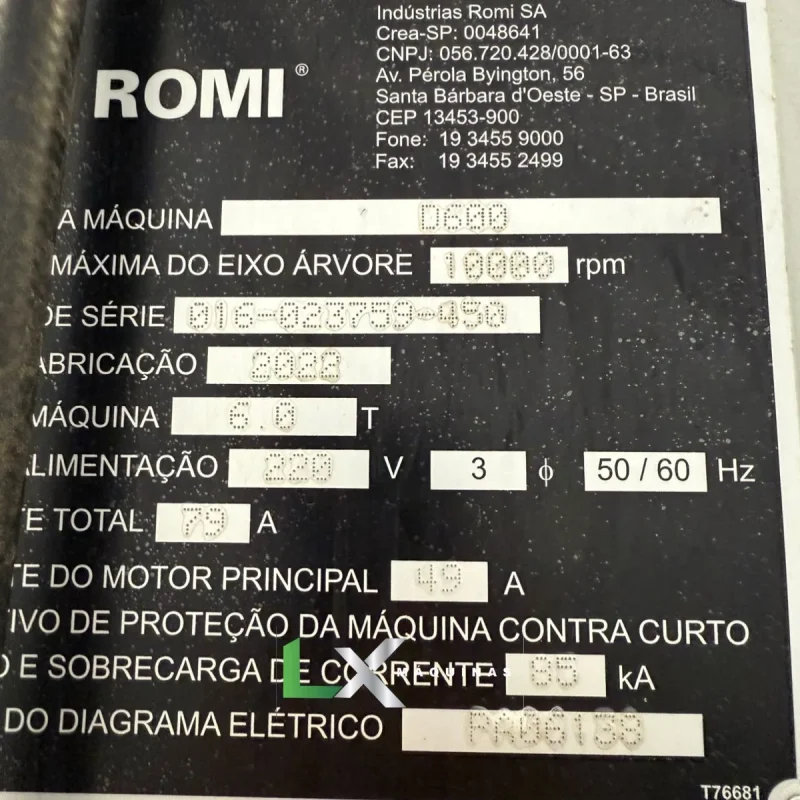 Indústrias Romi SA
Crea-SP: 0048641
CNPJ: 056.720.428/0001-63
ROMI®
Av. Pérola Byington, 56
Santa Bárbara d'Oeste - SP - Brasil
CEP 13453-900
Fone: 19 3455 9000
Fax: 19 3455 2499
A MÁQUINA D600
MÁXIMA DO EIXO ÁRVORE 10000 rpm
DE SÉRIE 016-023759-450
ABRICAÇÃO 2022
MÁQUINA 6.0 T
ALIMENTAÇÃO 220 V 3 ϕ 50 / 60 Hz
TE TOTAL 79 A
TE DO MOTOR PRINCIPAL 49 A
TIVO DE PROTEÇÃO DA MÁQUINA CONTRA CURTO
O E SOBRECARGA DE CORRENTE 85 kA
LX MÁQUINAS
DO DIAGRAMA ELÉTRICO
T76681